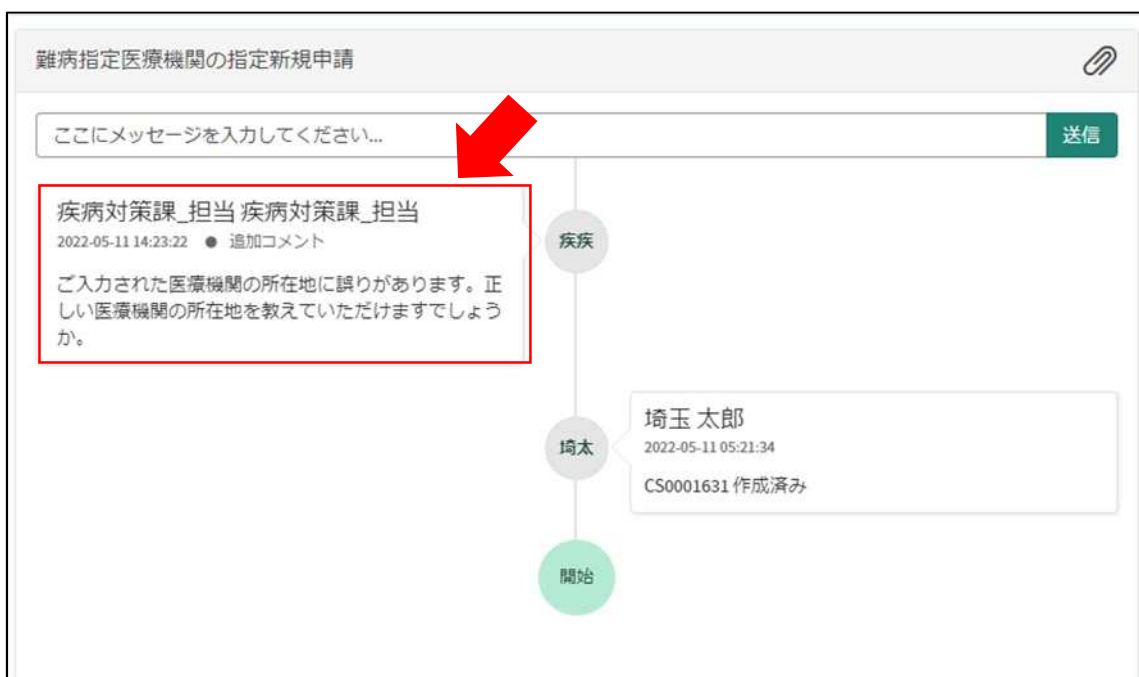 難病指定医療機関の指定新規申請
ここにメッセージを入力してください...
送信
疾病対策課_担当 疾病対策課_担当
2022-05-11 14:23:22 ● 追加コメント
ご入力された医療機関の所在地に誤りがあります。正
しい医療機関の所在地を教えていただけますでしょう
か。
疾疾
埼玉 太郎
2022-05-11 05:21:34
CS0001631 作成済み
埼太
開始